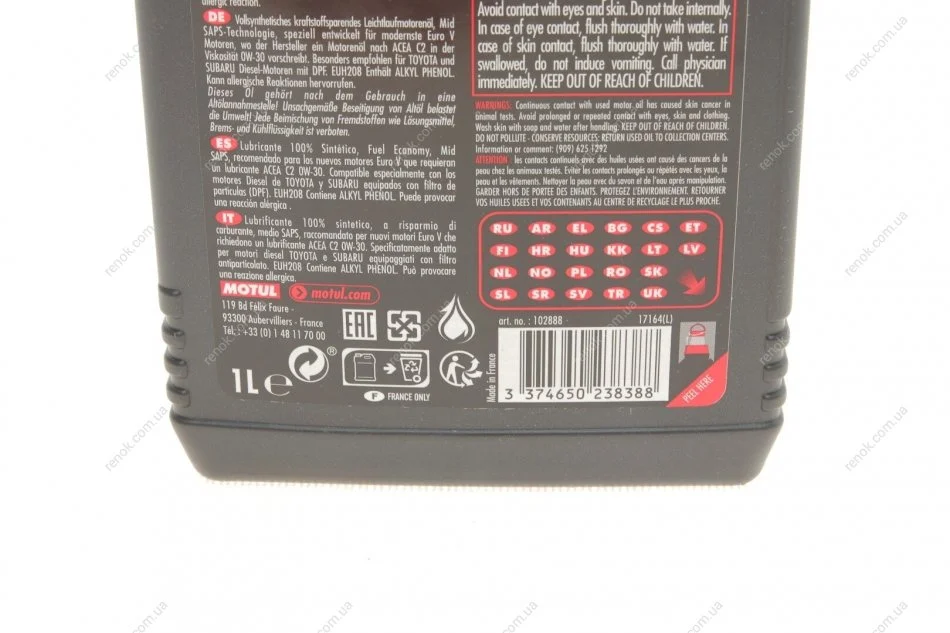 allergic reaction.
DE Vollsynthetisches kraftstoffsparendes Leichtlaufmotorenöl, Mid
SAPS-Technologie, speziell entwickelt für modernste Euro V
Motoren, wo der Hersteller ein Motorenöl nach ACEA C2 in der
Viskosität 0W-30 vorschreibt. Besonders empfohlen für TOYOTA und
SUBARU Diesel-Motoren mit DPF. EUH208 Enthält ALKYL PHENOL.
Kann allergische Reaktionen hervorrufen.
Dieses Öl gehört nach dem Gebrauch in eine
Altölannahmestelle! Unsachgemäße Beseitigung von Altöl belastet
die Umwelt! Jede Beimischung von Fremdstoffen wie Lösungsmittel,
Brems- und Kühlflüssigkeit ist verboten.
ES Lubricante 100% Sintético, Fuel Economy, Mid
SAPS, recomendado para los nuevos motores Euro V que requieran
un lubricante ACEA C2 0W-30. Compatible especialmente con los
motores Diesel de TOYOTA y SUBARU equipados con filtro de
partículas (DPF). EUH208 Contiene ALKYL PHENOL. Puede provocar
una reacción alérgica.
IT Lubrificante 100% sintetico, a risparmio di
carburante, medio SAPS, raccomandato per nuovi motori Euro V che
richiedono un lubrificante ACEA C2 0W-30. Specificatamente adatto
per motori diesel TOYOTA e SUBARU equipaggiati con filtro
antiparticolato. EUH208 Contiene ALKYL PHENOL. Può provocare
una reazione allergica.
MOTUL motul.com
119 Bd Félix Faure -
93300 Aubervilliers - France
Tél.: +33 (0) 1 48 11 70 00
EAC
1L e
®
F FRANCE ONLY
Avoid contact with eyes and skin. Do not take internally.
In case of eye contact, flush thoroughly with water. In
case of skin contact, flush thoroughly with water. If
swallowed, do not induce vomiting. Call physician
immediately. KEEP OUT OF REACH OF CHILDREN.
WARNINGS: Continuous contact with used motor oil has caused skin cancer in
animal tests. Avoid prolonged or repeated contact with eyes, skin and clothing.
Wash skin with soap and water after handling. KEEP OUT OF REACH OF CHILDREN.
DO NOT POLLUTE - CONSERVE RESOURCES: RETURN USED OIL TO COLLECTION CENTERS.
Information or comment: (909) 625-1292
ATTENTION : les contacts continuels avec des huiles usées ont causé des cancers de la
peau chez les animaux testés. Eviter les contacts prolongés ou répétés avec les yeux, la
peau et les vêtements. Nettoyer la peau avec du savon et de l'eau après manipulation.
GARDER HORS DE PORTEE DES ENFANTS. PROTEGEZ L'ENVIRONNEMENT. RETOURNER
VOS HUILES USEES ET VOS CONTENANTS AU CENTRE DE RECYCLAGE LE PLUS PROCHE.
RU AR EL BG CS ET
FI HR HU KK LT LV
NL NO PL RO SK
SL SR SV TR UK
art. no. : 102888 - 17164(L)
Made in France
3 374650 238388
PEEL HERE
renok.com.ua